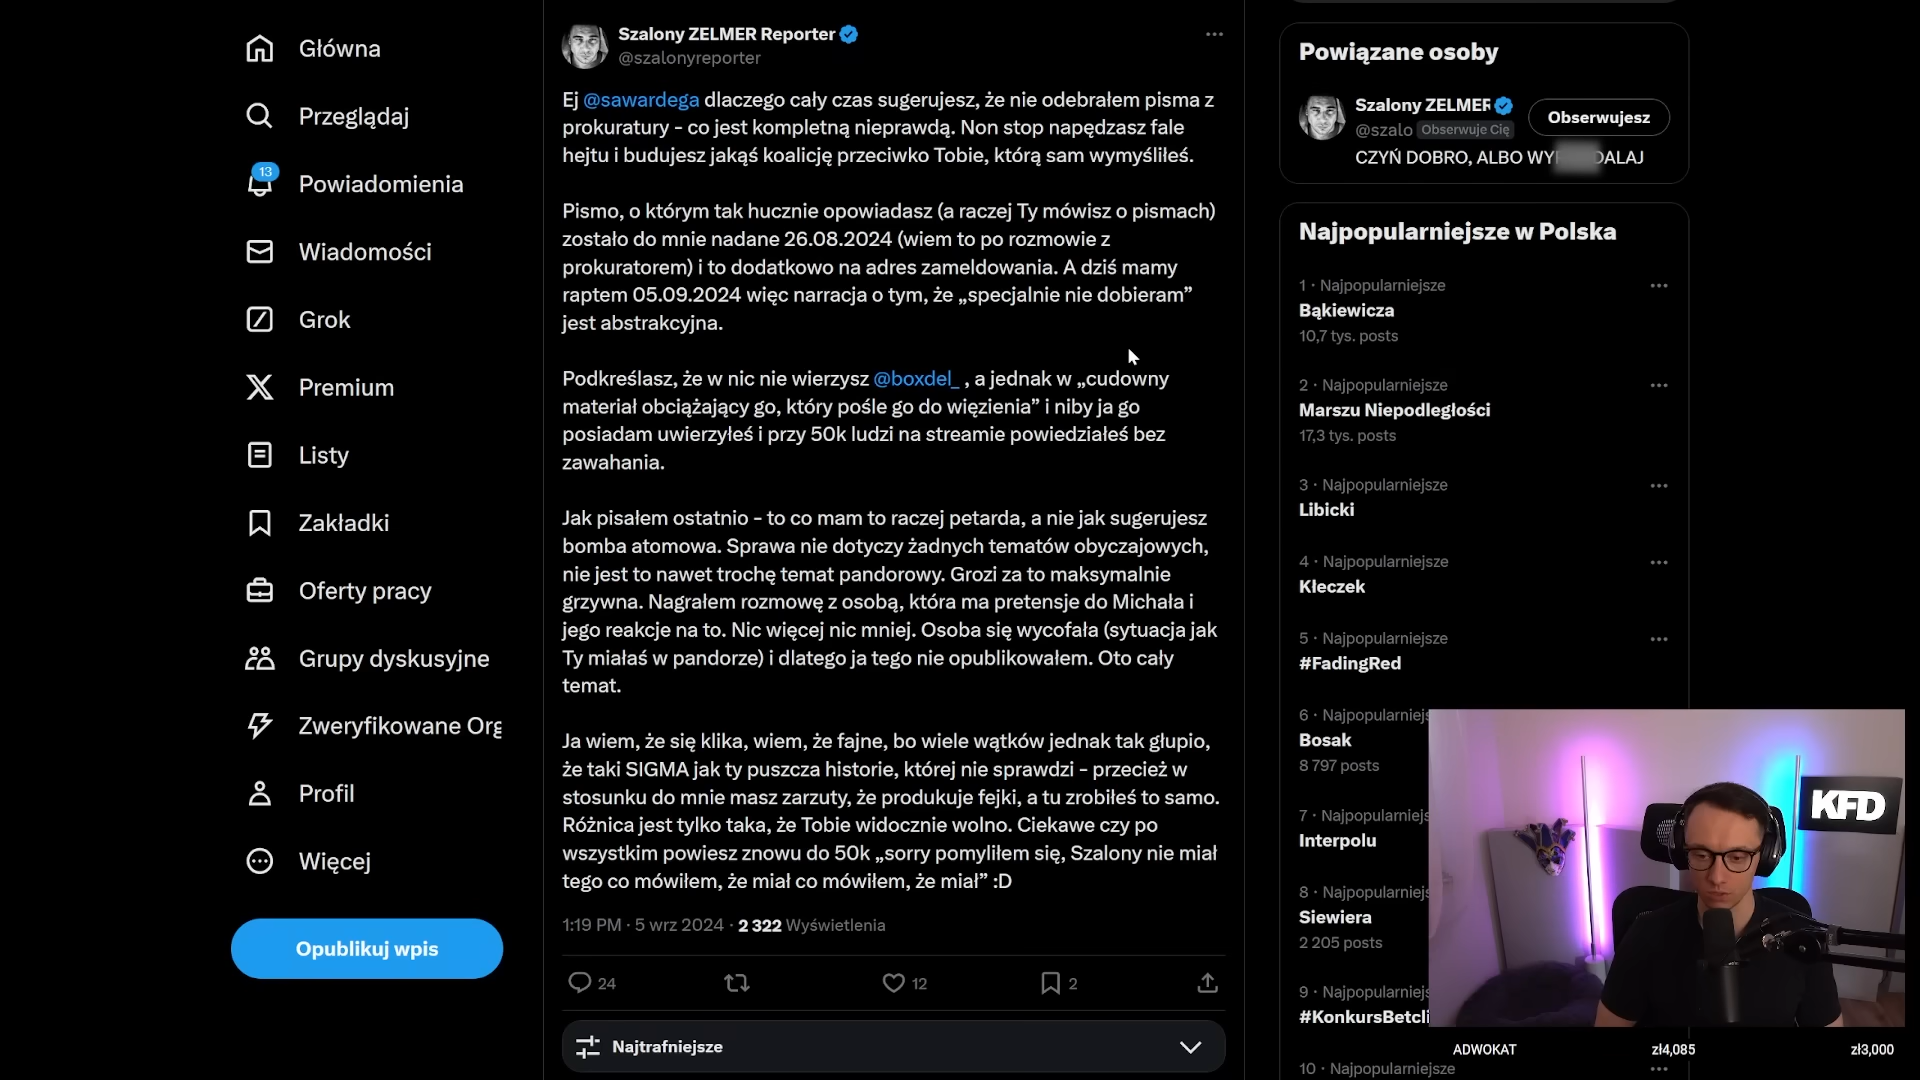 Główna
Przeglądaj
13
Powiadomienia
Wiadomości
Grok
Premium
Listy
Zakładki
Oferty pracy
Grupy dyskusyjne
Zweryfikowane Org
Profil
Więcej
Opublikuj wpis
Szalony ZELMER Reporter
@szalonyreporter
Ej @sawardega dlaczego cały czas sugerujesz, że nie odebrałem pisma z
prokuratury - co jest kompletną nieprawdą. Non stop napędzasz fale
hejtu i budujesz jakąś koalicję przeciwko Tobie, którą sam wymyśliłeś.
Pismo, o którym tak hucznie opowiadasz (a raczej Ty mówisz o pismach)
zostało do mnie nadane 26.08.2024 (wiem to po rozmowie z
prokuratorem) i to dodatkowo na adres zameldowania. A dziś mamy
raptem 05.09.2024 więc narracja o tym, że „specjalnie nie dobieram”
jest abstrakcyjna.
Podkreślasz, że w nic nie wierzysz @boxdel_ , a jednak w „cudowny
materiał obciążający go, który pośle go do więzienia” i niby ja go
posiadam uwierzyłeś i przy 50k ludzi na streamie powiedziałeś bez
zawahania.
Jak pisałem ostatnio - to co mam to raczej petarda, a nie jak sugerujesz
bomba atomowa. Sprawa nie dotyczy żadnych tematów obyczajowych,
nie jest to nawet trochę temat pandorowy. Grozi za to maksymalnie
grzywna. Nagrałem rozmowę z osobą, która ma pretensje do Michała i
jego reakcje na to. Nic więcej nic mniej. Osoba się wycofała (sytuacja jak
Ty miałaś w pandorze) i dlatego ja tego nie opublikowałem. Oto cały
temat.
Ja wiem, że się klika, wiem, że fajne, bo wiele wątków jednak tak głupio,
że taki SIGMA jak ty puszcza historie, której nie sprawdzi - przecież w
stosunku do mnie masz zarzuty, że produkuje fejki, a tu zrobiłeś to samo.
Różnica jest tylko taka, że Tobie widocznie wolno. Ciekawe czy po
wszystkim powiesz znowu do 50k „sorry pomyliłem się, Szalony nie miał
tego co mówiłem, że miał co mówiłem, że miał” :D
1:19 PM · 5 wrz 2024 · 2 322 Wyświetlenia
24
12
2
Najtrafniejsze
Powiązane osoby
Szalony ZELMER
@szalo Obserwuje Cię
Obserwujesz
CZYŃ DOBRO, ALBO WY DALAJ
Najpopularniejsze w Polska
1 · Najpopularniejsze
Bąkiewicza
10,7 tys. posts
2 · Najpopularniejsze
Marszu Niepodległości
17,3 tys. posts
3 · Najpopularniejsze
Libicki
4 · Najpopularniejsze
Kleczek
5 · Najpopularniejsze
#FadingRed
6 · Najpopularniejs
Bosak
8 797 posts
7 · Najpopularniejs
Interpolu
8 · Najpopularniejs
Siewiera
2 205 posts
9 · Najpopularniejs
#KonkursBetcli
10 · Najpopularniejsze
KFD
ADWOKAT
zł4,085
zł3,000